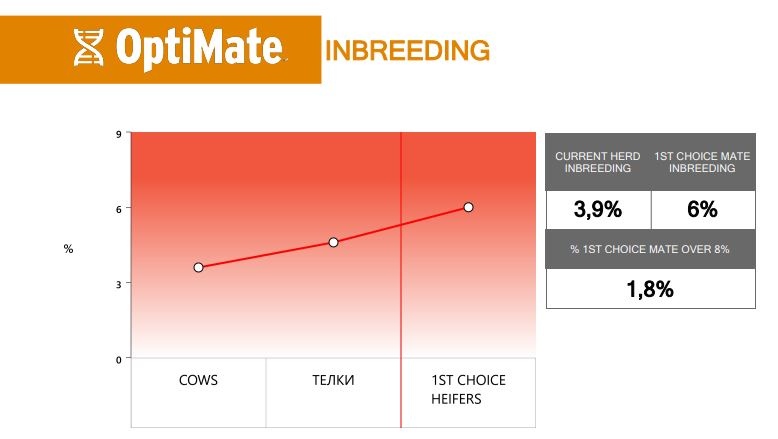 OptiMate
INBREEDING
9
6
%
3
0
COWS
ТЕЛКИ
1ST CHOICE
HEIFERS
CURRENT HERD
INBREEDING
1ST CHOICE MATE
INBREEDING
3,9%
6%
% 1ST CHOICE MATE OVER 8%
1,8%